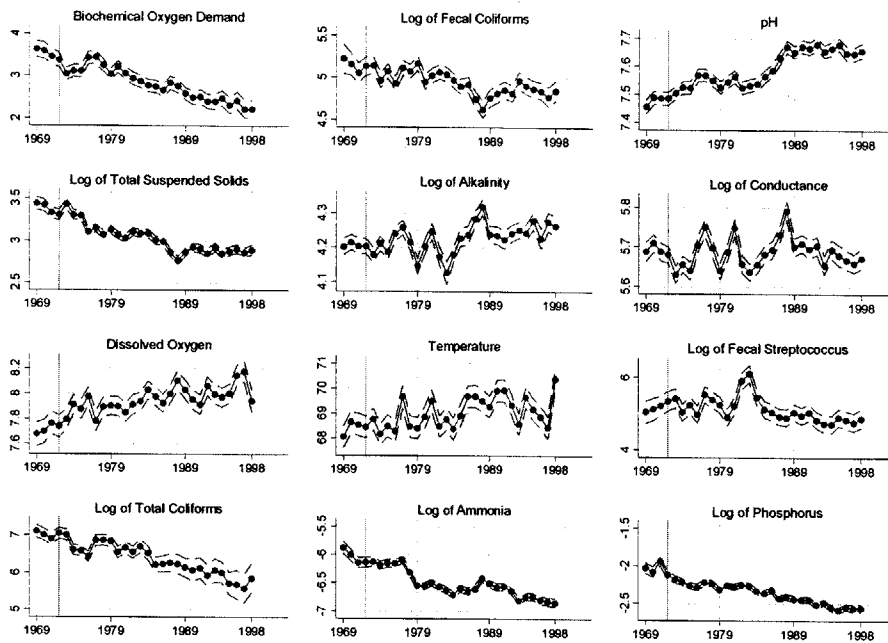 Biochemical Oxygen Demand
4
3
2
1969 1979 1989 1998
Log of Fecal Coliforms
5.5
5
4.5
1969 1979 1989 1998
pH
7.7
7.6
7.5
7.4
1969 1979 1989 1998
Log of Total Suspended Solids
3.5
3
2.5
1969 1979 1989 1998
Log of Alkalinity
4.3
4.2
4.1
1969 1979 1989 1998
Log of Conductance
5.8
5.7
5.6
1969 1979 1989 1998
Dissolved Oxygen
8.2
8
7.8
7.6
1969 1979 1989 1998
Temperature
71
70
69
68
1969 1979 1989 1998
Log of Fecal Streptococcus
6
4
1969 1979 1989 1998
Log of Total Coliforms
7
6
5
1969 1979 1989 1998
Log of Ammonia
-5.5
-6
-6.5
-7
1969 1979 1989 1998
Log of Phosphorus
-1.5
-2
-2.5
1969 1979 1989 1998